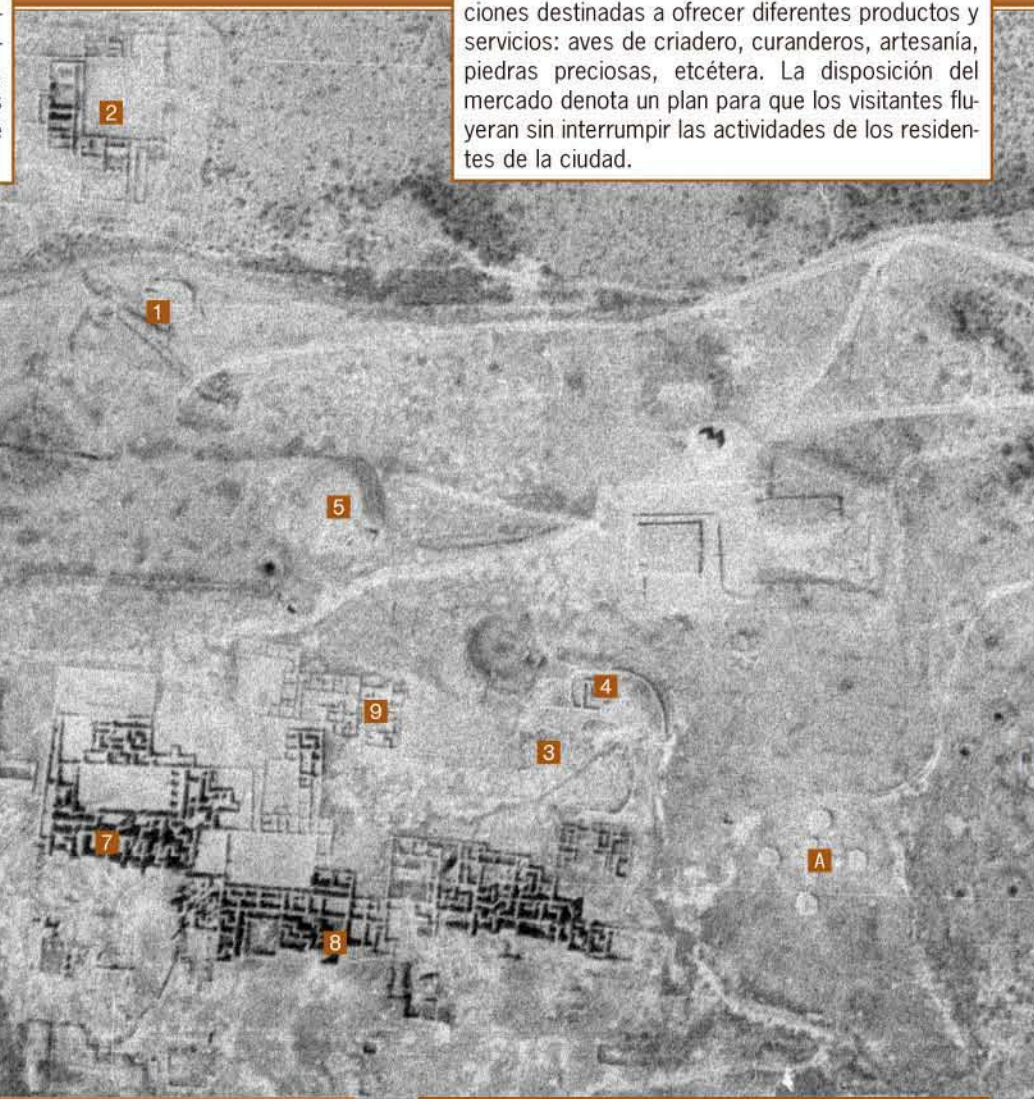 ciones destinadas a ofrecer diferentes productos y
servicios: aves de criadero, curanderos, artesanía,
piedras preciosas, etcétera. La disposición del
mercado denota un plan para que los visitantes flu-
yeran sin interrumpir las actividades de los residen-
tes de la ciudad.
2
1
5
4
9
3
7
A
8